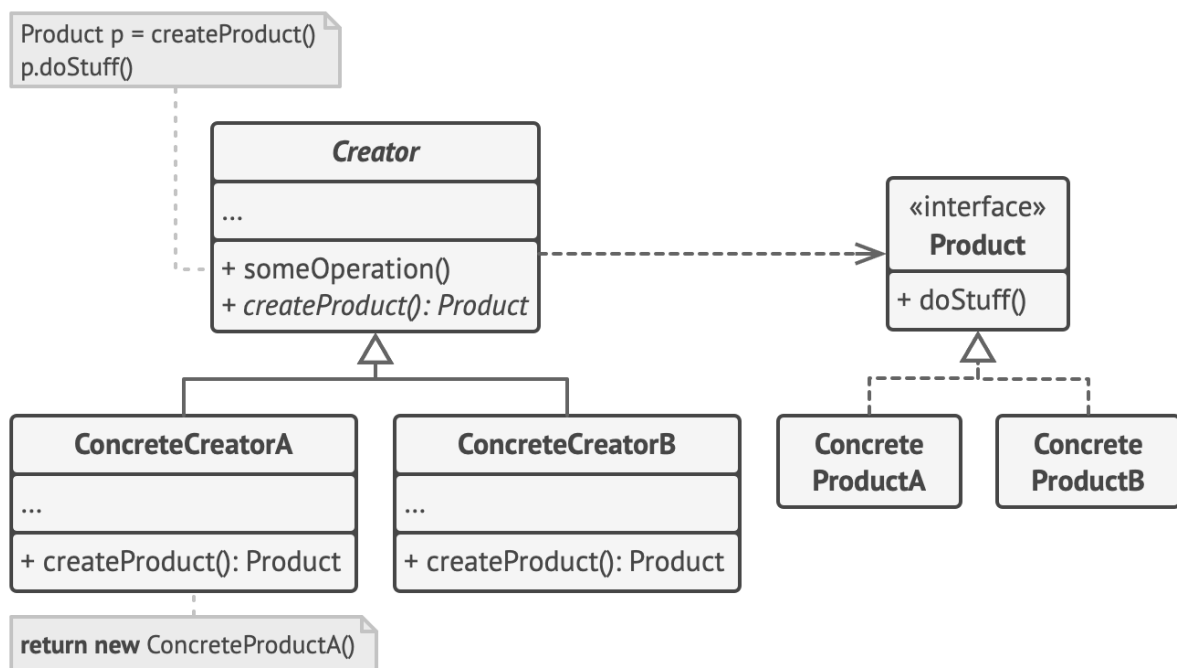 Product p = createProduct()
p.doStuff()
Creator
...
+ someOperation()
+ createProduct(): Product
«interface»
Product
+ doStuff()
ConcreteCreatorA
...
+ createProduct(): Product
ConcreteCreatorB
...
+ createProduct(): Product
Concrete
ProductA
Concrete
ProductB
return new ConcreteProductA()